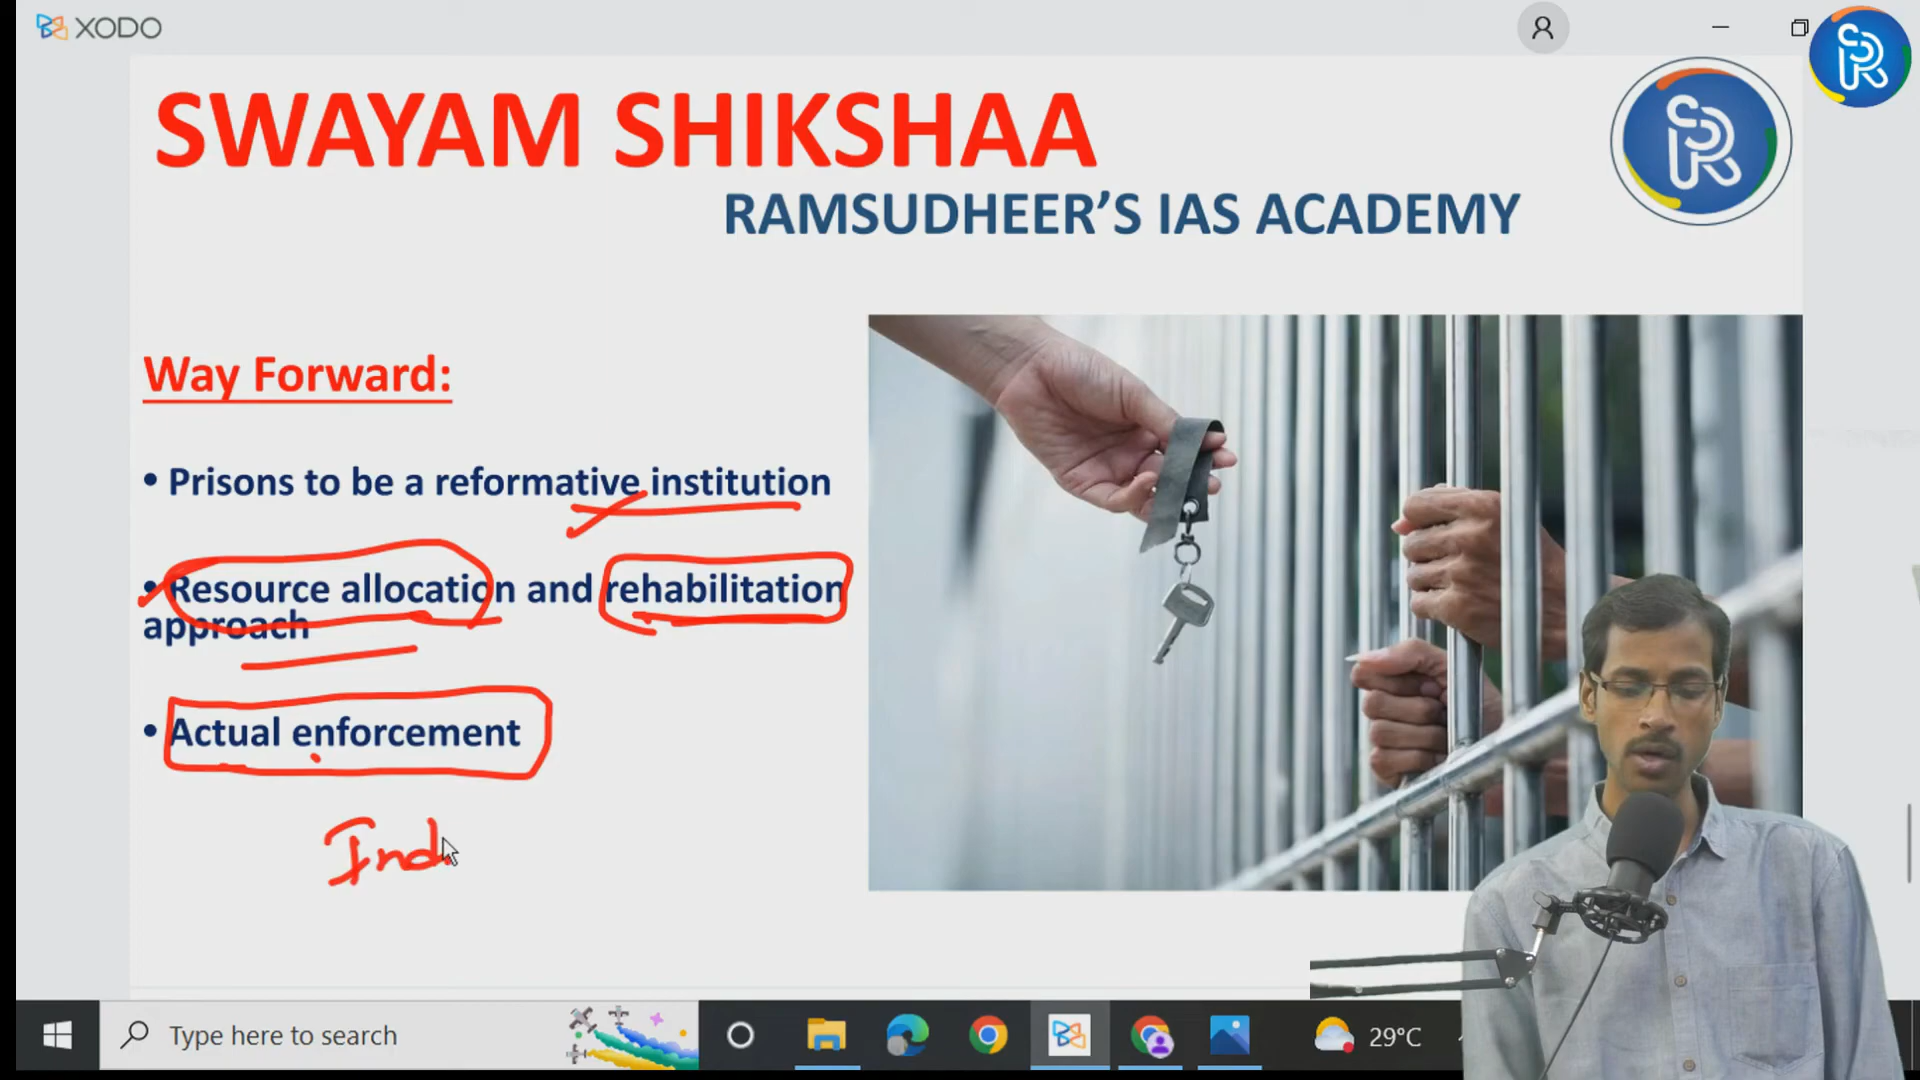 XODO
SWAYAM SHIKSHAA
RAMSUDHEER’S IAS ACADEMY
Way Forward:
• Prisons to be a reformative institution
• Resource allocation and rehabilitation
approach
• Actual enforcement
Ind
Type here to search
29°C